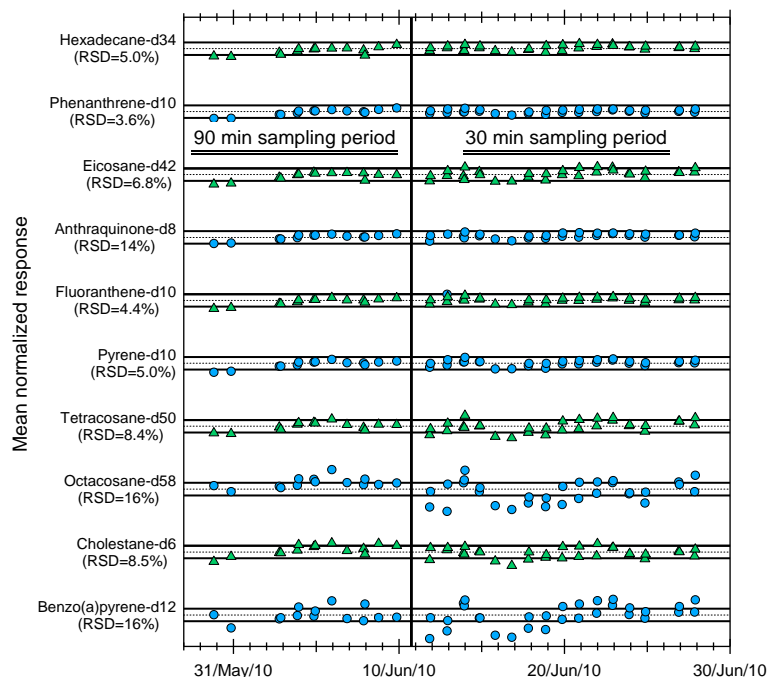 Hexadecane-d34
(RSD=5.0%)
Phenanthrene-d10
(RSD=3.6%)
90 min sampling period
30 min sampling period
Eicosane-d42
(RSD=6.8%)
Anthraquinone-d8
(RSD=14%)
Fluoranthene-d10
(RSD=4.4%)
Pyrene-d10
(RSD=5.0%)
Tetracosane-d50
(RSD=8.4%)
Octacosane-d58
(RSD=16%)
Cholestane-d6
(RSD=8.5%)
Benzo(a)pyrene-d12
(RSD=16%)
Mean normalized response
31/May/10
10/Jun/10
20/Jun/10
30/Jun/10